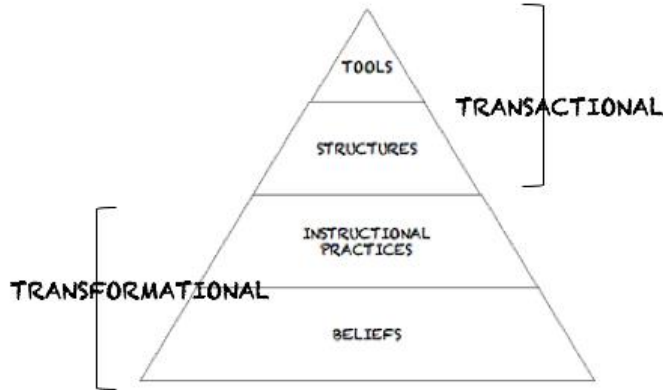 TOOLS
TRANSACTIONAL
STRUCTURES
INSTRUCTIONAL
PRACTICES
TRANSFORMATIONAL
BELIEFS